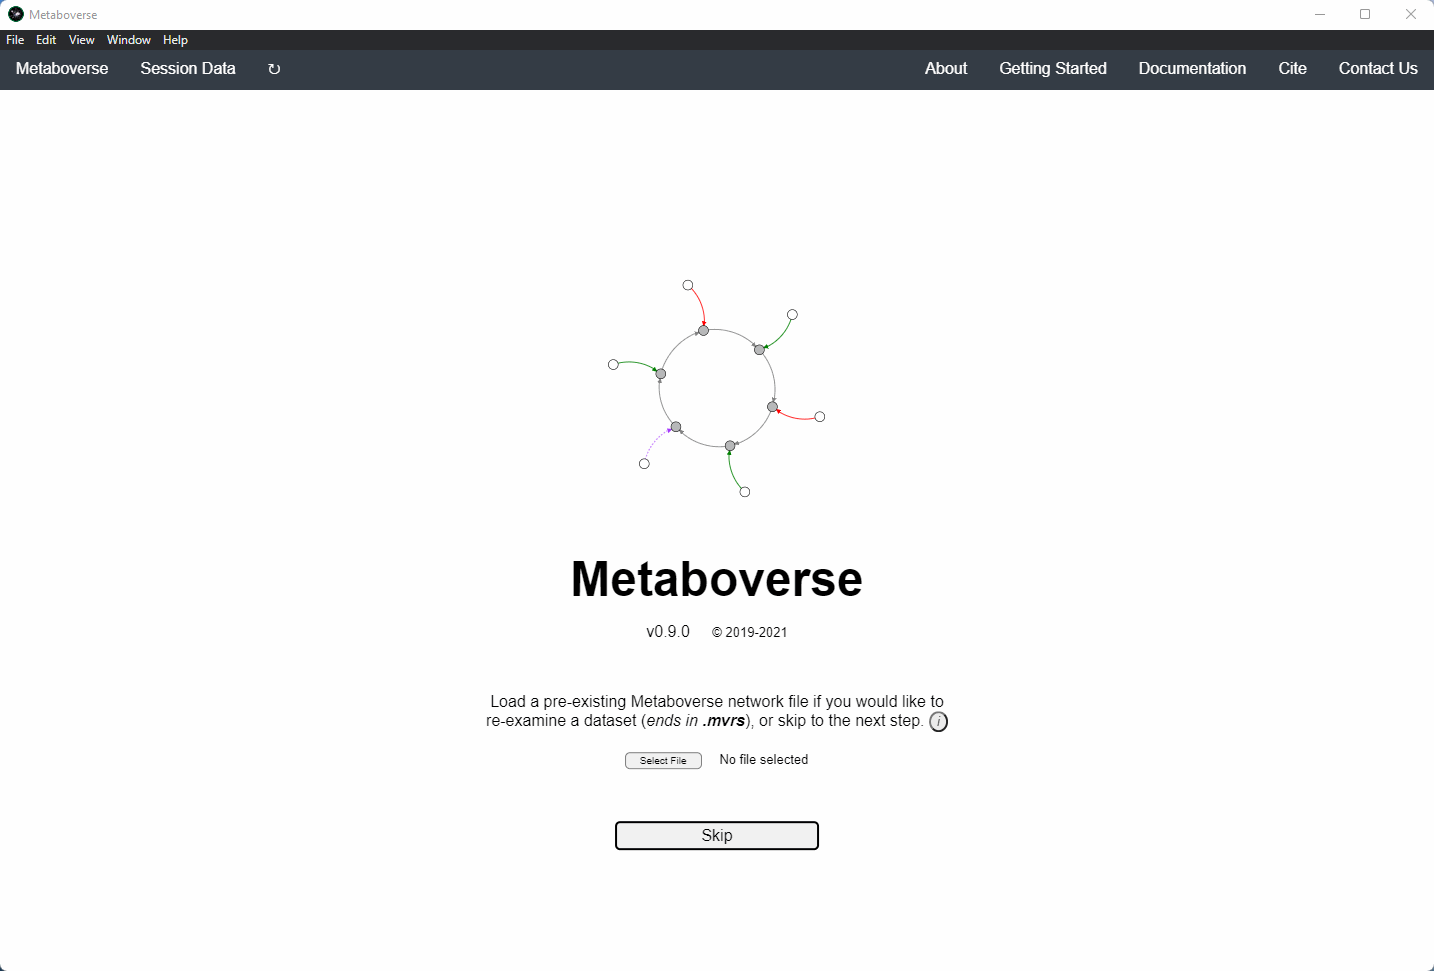 Metaboverse
File Edit View Window Help
Metaboverse Session Data ↻ About Getting Started Documentation Cite Contact Us
Metaboverse
v0.9.0 © 2019-2021
Load a pre-existing Metaboverse network file if you would like to
re-examine a dataset (ends in .mvrs), or skip to the next step. i
Select File No file selected
Skip